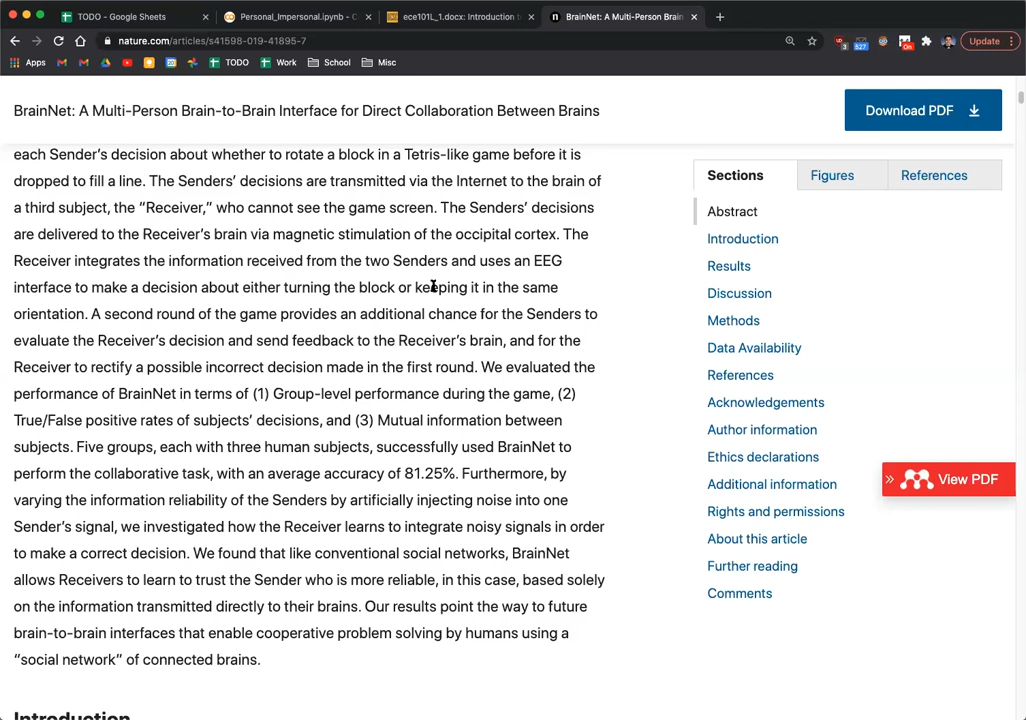 TODO - Google Sheets
Personal_Impersonal.ipynb - C
ece101L_1.docx: Introduction t
BrainNet: A Multi-Person Brain
nature.com/articles/s41598-019-41895-7
3
527
On
Update
Apps
TODO
Work
School
Misc
BrainNet: A Multi-Person Brain-to-Brain Interface for Direct Collaboration Between Brains
Download PDF
each Sender's decision about whether to rotate a block in a Tetris-like game before it is
dropped to fill a line. The Senders' decisions are transmitted via the Internet to the brain of
a third subject, the “Receiver,” who cannot see the game screen. The Senders' decisions
are delivered to the Receiver's brain via magnetic stimulation of the occipital cortex. The
Receiver integrates the information received from the two Senders and uses an EEG
interface to make a decision about either turning the block or keeping it in the same
orientation. A second round of the game provides an additional chance for the Senders to
evaluate the Receiver's decision and send feedback to the Receiver's brain, and for the
Receiver to rectify a possible incorrect decision made in the first round. We evaluated the
performance of BrainNet in terms of (1) Group-level performance during the game, (2)
True/False positive rates of subjects' decisions, and (3) Mutual information between
subjects. Five groups, each with three human subjects, successfully used BrainNet to
perform the collaborative task, with an average accuracy of 81.25%. Furthermore, by
varying the information reliability of the Senders by artificially injecting noise into one
Sender's signal, we investigated how the Receiver learns to integrate noisy signals in order
to make a correct decision. We found that like conventional social networks, BrainNet
allows Receivers to learn to trust the Sender who is more reliable, in this case, based solely
on the information transmitted directly to their brains. Our results point the way to future
brain-to-brain interfaces that enable cooperative problem solving by humans using a
“social network” of connected brains.
Introduction
Sections
Figures
References
Abstract
Introduction
Results
Discussion
Methods
Data Availability
References
Acknowledgements
Author information
Ethics declarations
Additional information
Rights and permissions
About this article
Further reading
Comments
View PDF